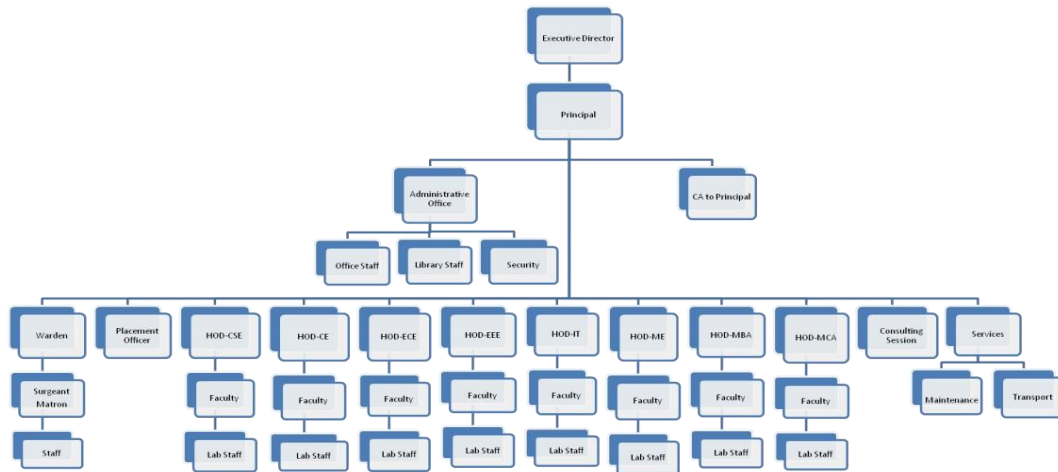 Executive Director
Principal
Administrative
Office
CA to Principal
Office Staff
Library Staff
Security
Warden
Placement
Officer
HOD-CSE
HOD-CE
HOD-ECE
HOD-EEE
HOD-IT
HOD-ME
HOD-MBA
HOD-MCA
Consulting
Session
Services
Surgeant
Matron
Faculty
Faculty
Faculty
Faculty
Faculty
Faculty
Faculty
Faculty
Maintenance
Transport
Staff
Lab Staff
Lab Staff
Lab Staff
Lab Staff
Lab Staff
Lab Staff
Lab Staff
Lab Staff